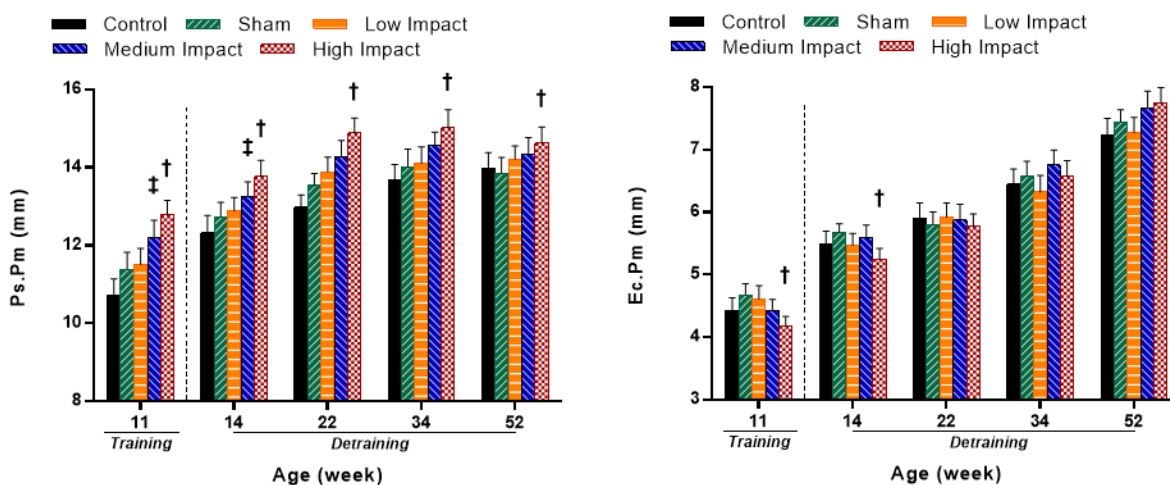 Control Sham Low Impact
Medium Impact High Impact
Ps.Pm (mm)
16
14
12
10
8
‡ †
‡ †
†
†
†
11 14 22 34 52
Training Detraining
Age (week)
Control Sham Low Impact
Medium Impact High Impact
Ec.Pm (mm)
8
7
6
5
4
3
†
†
11 14 22 34 52
Training Detraining
Age (week)